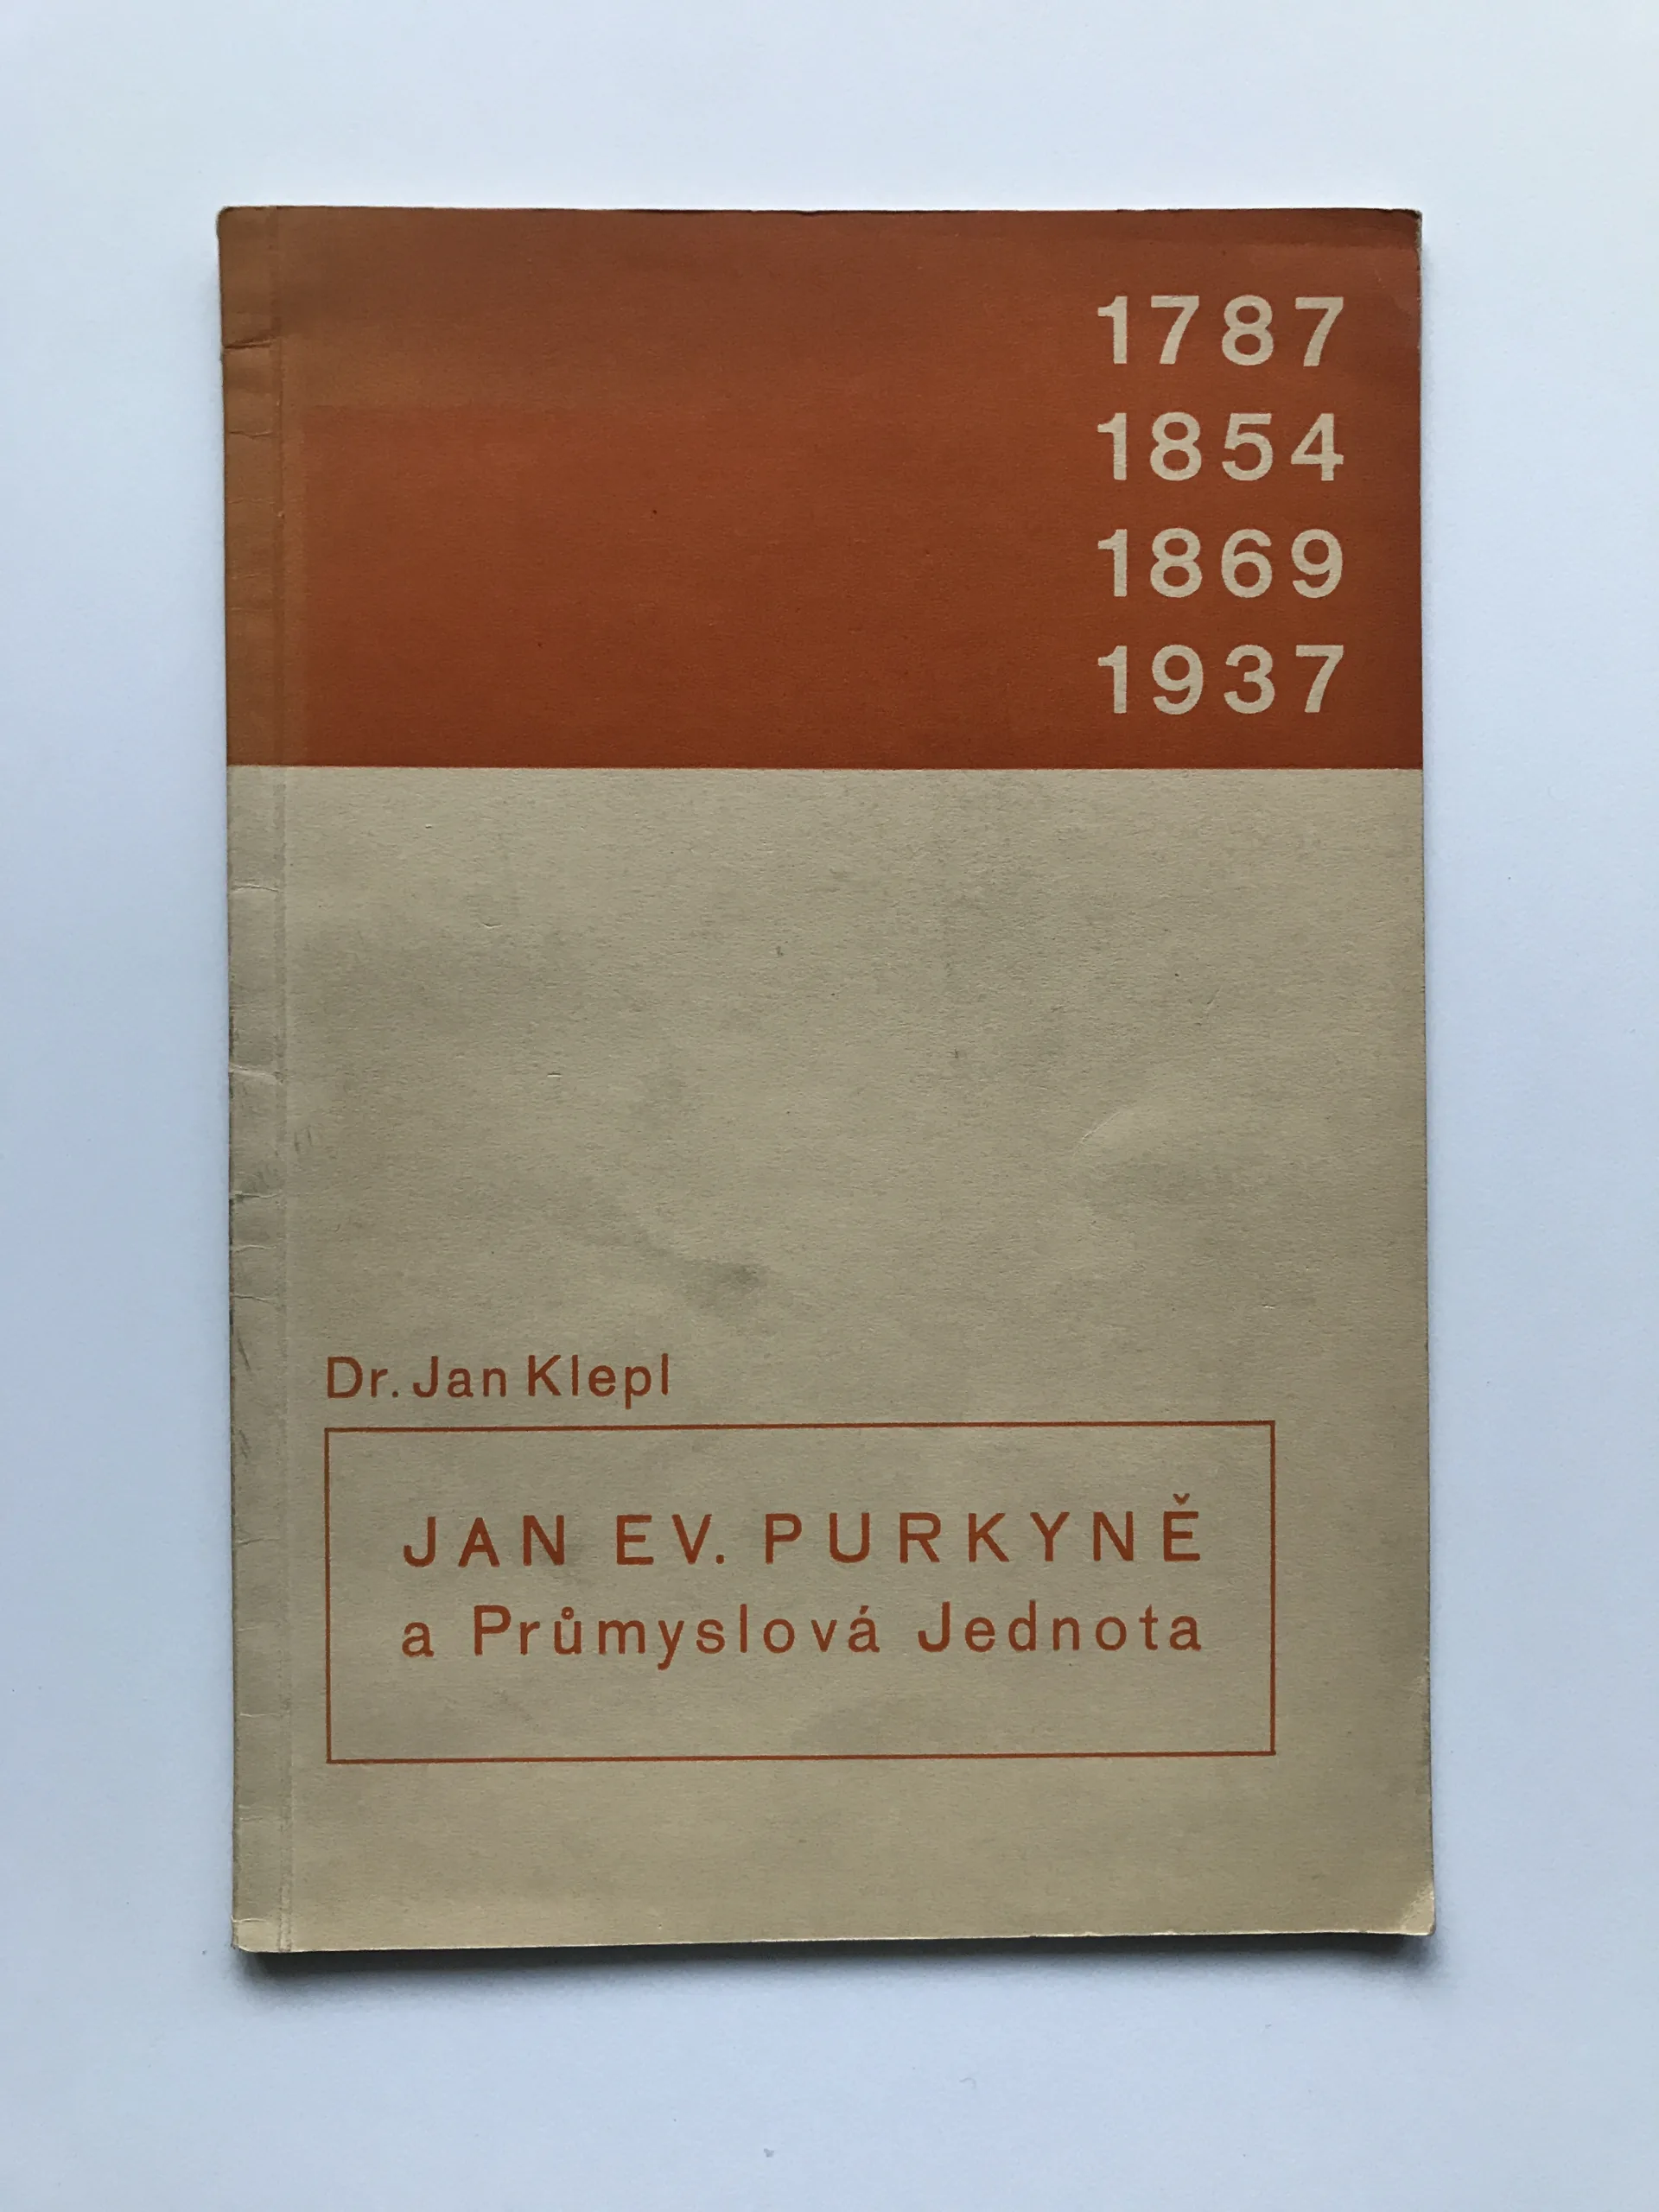 1787
1854
1869
1937
Dr. Jan Klepl
JAN EV. PURKYNĚ
a Průmyslová Jednota